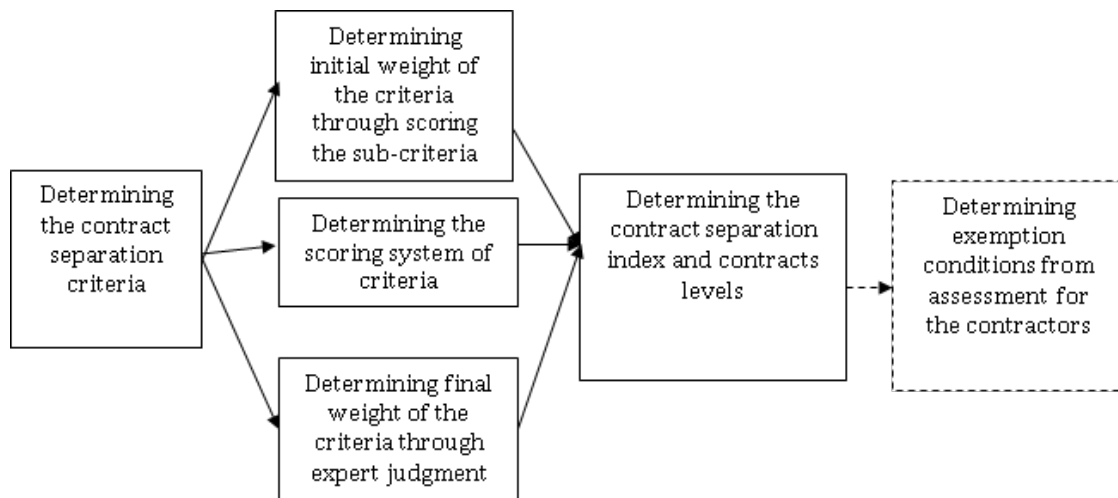 Determining
the contract
separation
criteria
Determining
initial weight of
the criteria
through scoring
the sub-criteria
Determining the
scoring system of
criteria
Determining final
weight of the
criteria through
expert judgment
Determining the
contract separation
index and contracts
levels
Determining
exemption
conditions from
assessment for
the contractors